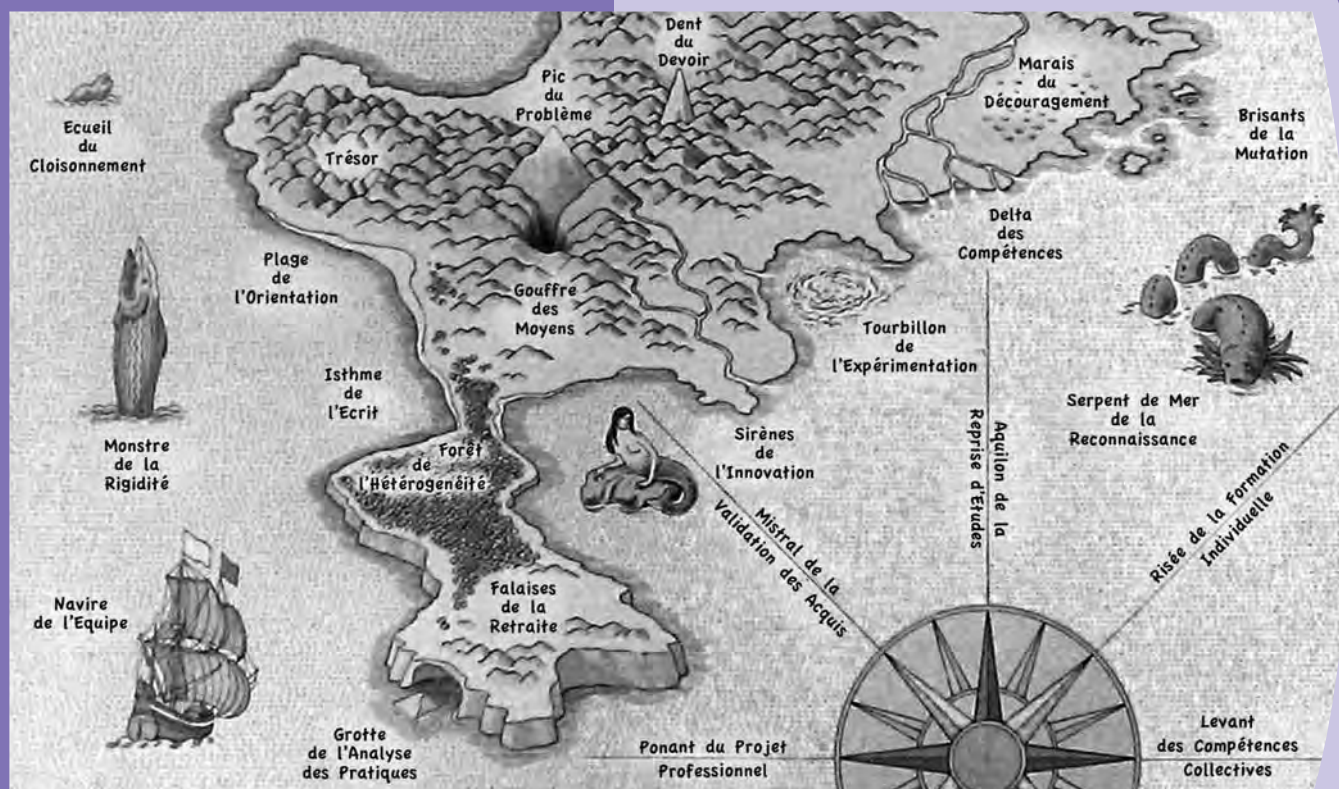 Dent
du
Devoir
Pic
du
Problème
Marais
du
Découragement
Ecueil
du
Cloisonnement
Brisants
de la
Mutation
Trésor
Delta
des
Compétences
Plage
de
l'Orientation
Gouffre
des
Moyens
Tourbillon
de
l'Expérimentation
Isthme
de
l'Ecrit
Serpent de Mer
de la
Reconnaissance
Monstre
de la
Rigidité
Forêt
de
l'Hétérogénéité
Sirènes
de
l'Innovation
Aquilon de la
Reprise d'Etudes
Mistral de la
Validation des Acquis
Risée de la Formation
Individuelle
Navire
de l'Equipe
Falaises
de la
Retraite
Grotte
de l'Analyse
des Pratiques
Ponant du Projet
Professionnel
Levant
des Compétences
Collectives